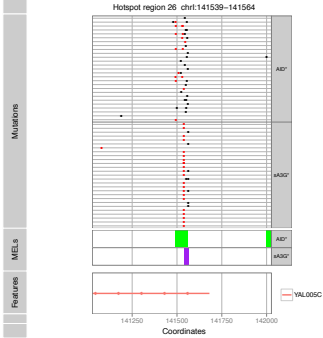 Hotspot region 26 chrI:141539−141564
Mutations
AID*
sA3G*
MELs
AID*
sA3G*
Features
YAL005C
141250 141500 141750 142000
Coordinates